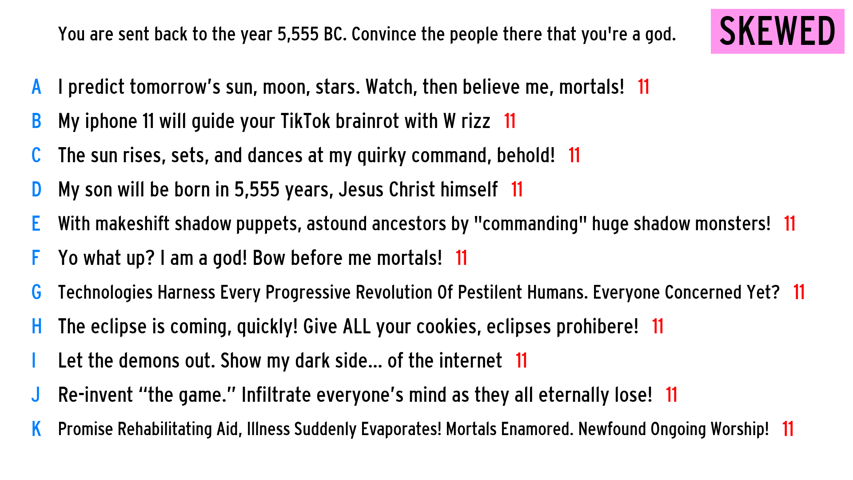 You are sent back to the year 5,555 BC. Convince the people there that you're a god. SKEWED
A I predict tomorrow’s sun, moon, stars. Watch, then believe me, mortals! 11
B My iphone 11 will guide your TikTok brainrot with W rizz 11
C The sun rises, sets, and dances at my quirky command, behold! 11
D My son will be born in 5,555 years, Jesus Christ himself 11
E With makeshift shadow puppets, astound ancestors by "commanding" huge shadow monsters! 11
F Yo what up? I am a god! Bow before me mortals! 11
G Technologies Harness Every Progressive Revolution Of Pestilent Humans. Everyone Concerned Yet? 11
H The eclipse is coming, quickly! Give ALL your cookies, eclipses prohibere! 11
I Let the demons out. Show my dark side... of the internet 11
J Re-invent “the game.” Infiltrate everyone’s mind as they all eternally lose! 11
K Promise Rehabilitating Aid, Illness Suddenly Evaporates! Mortals Enamored. Newfound Ongoing Worship! 11